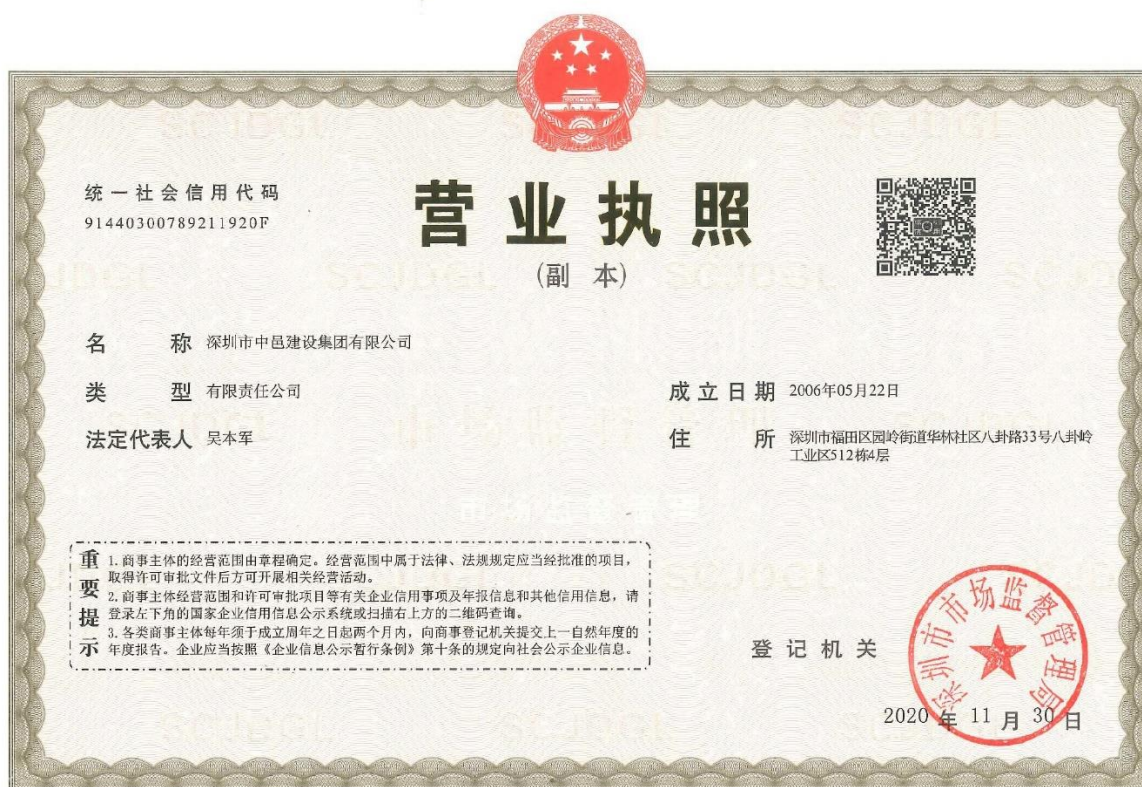 统一社会信用代码
91440300789211920F
营业执照
(副 本)
名 称 深圳市中邑建设集团有限公司
类 型 有限责任公司
成立日期 2006年05月22日
法定代表人 吴本军
住 所 深圳市福田区园岭街道华林社区八卦路33号八卦岭
工业区512栋4层
重要提示
1.商事主体的经营范围由章程确定。经营范围中属于法律、法规规定应当经批准的项目，
取得许可审批文件后方可开展相关经营活动。
2.商事主体经营范围和许可审批项目等有关企业信用事项及年报信息和其他信用信息，请
登录左下角的国家企业信用信息公示系统或扫描右上方的二维码查询。
3.各类商事主体每年须于成立周年之日起两个月内，向商事登记机关提交上一自然年度的
年度报告。企业应当按照《企业信息公示暂行条例》第十条的规定向社会公示企业信息。
登记机关
深圳市市场监督管理局
2020 年 11 月 30 日
SCJDGL